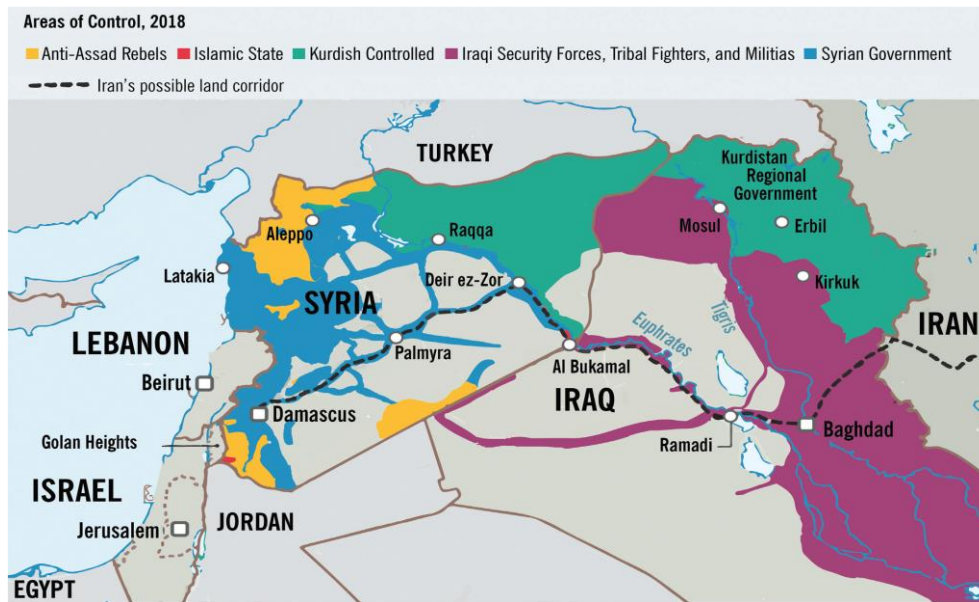 Areas of Control, 2018
Anti-Assad Rebels Islamic State Kurdish Controlled Iraqi Security Forces, Tribal Fighters, and Militias Syrian Government
Iran's possible land corridor
TURKEY
Kurdistan
Regional
Government
Aleppo
Raqqa
Mosul
Erbil
Latakia
Deir ez-Zor
Kirkuk
SYRIA
LEBANON
Palmyra
Euphrates
Tigris
IRAN
Al Bukamal
Beirut
IRAQ
Damascus
Golan Heights
Ramadi
Baghdad
ISRAEL
JORDAN
Jerusalem
EGYPT